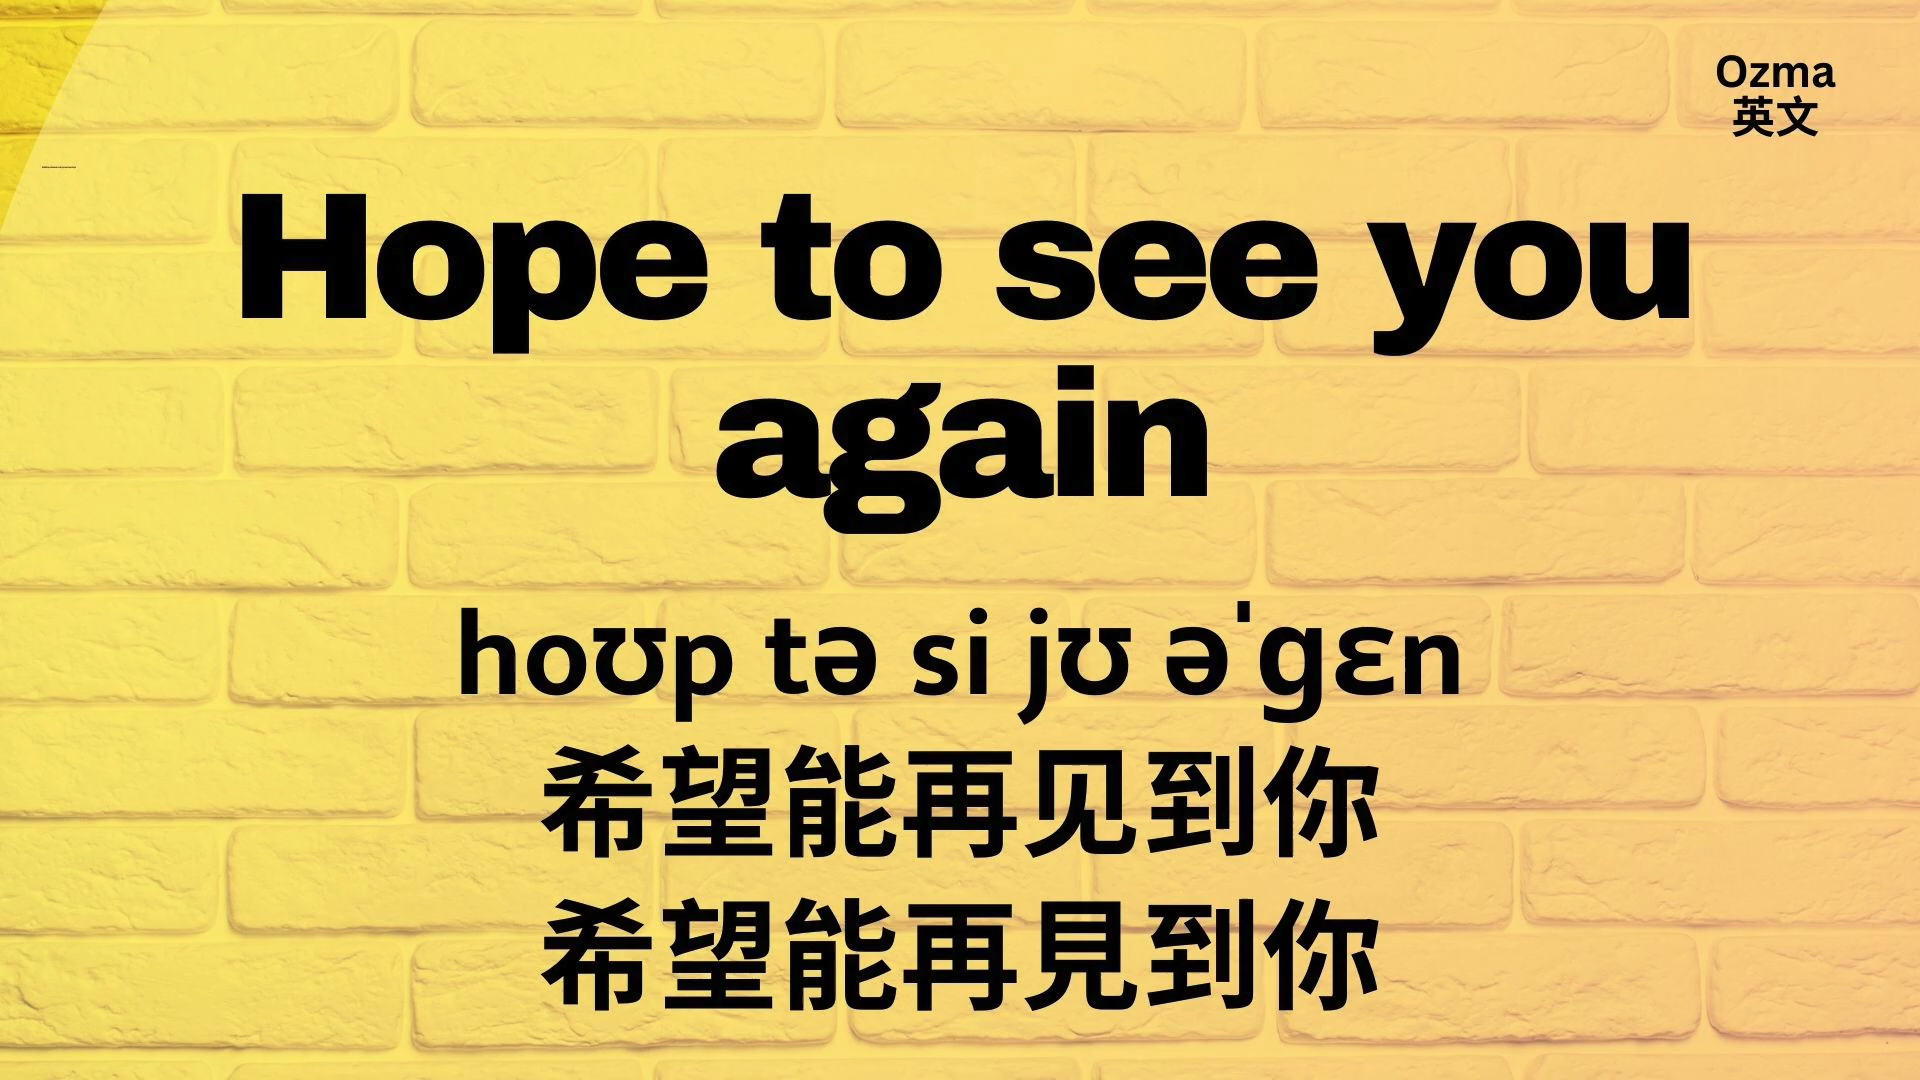 Ozma
英文
Hope to see you
again
hoʊp tə si jʊ əˈgɛn
希望能再见到你
希望能再見到你